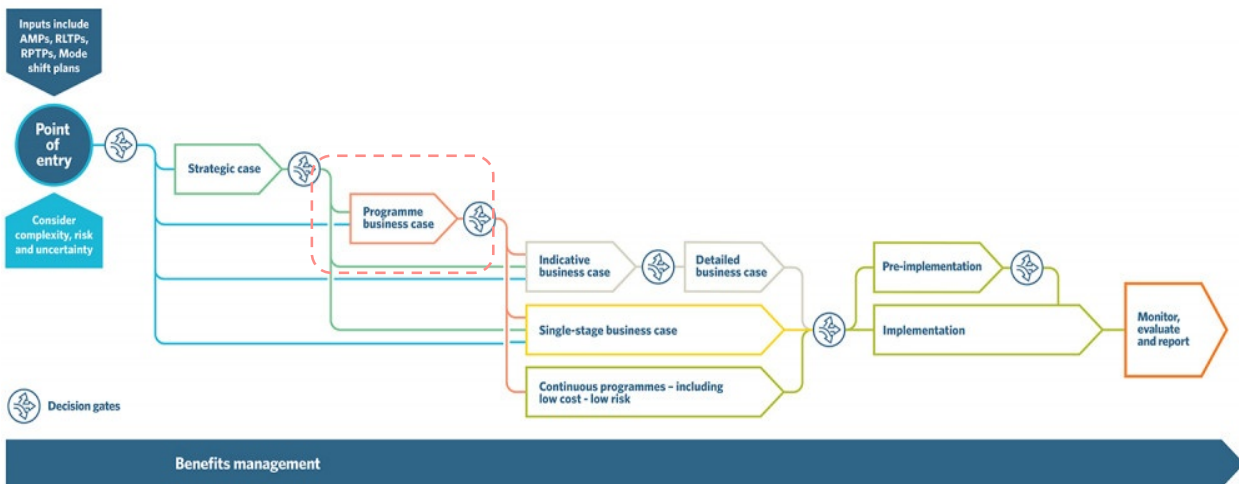 Inputs include
AMPs, RLTPs,
RPTPs, Mode
shift plans
Point
of
entry
Consider
complexity, risk
and uncertainty
Strategic case
Programme
business case
Indicative
business case
Detailed
business case
Single-stage business case
Continuous programmes – including
low cost - low risk
Pre-implementation
Implementation
Monitor,
evaluate
and report
Decision gates
Benefits management